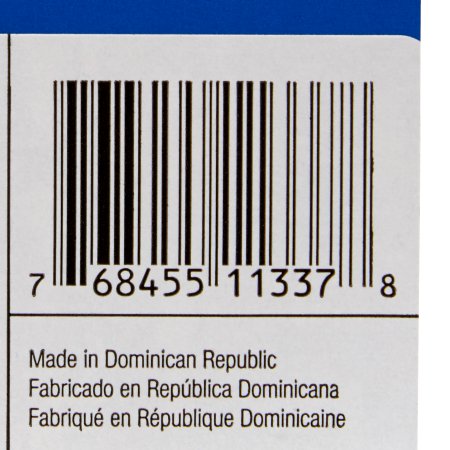 7 68455 11337 8
Made in Dominican Republic
Fabricado en República Dominicana
Fabriqué en République Dominicaine